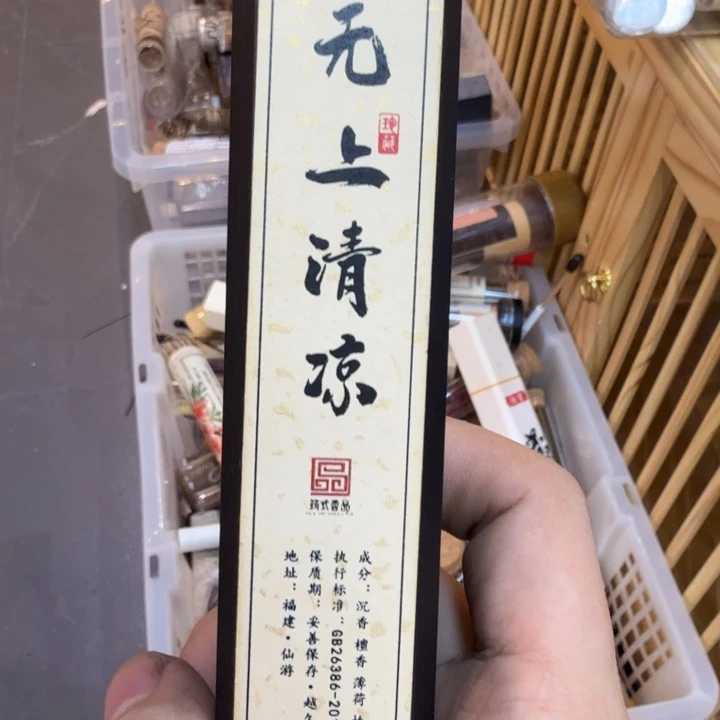 无上清凉
珍藏
成分：沉香 檀香 薄荷
执行标准：GB26386-20
保质期：妥善保存·越
地址：福建·仙游